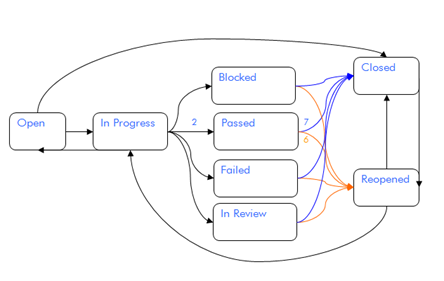 Blocked
Closed
Open
In Progress
2
Passed
7
6
Failed
Reopened
In Review